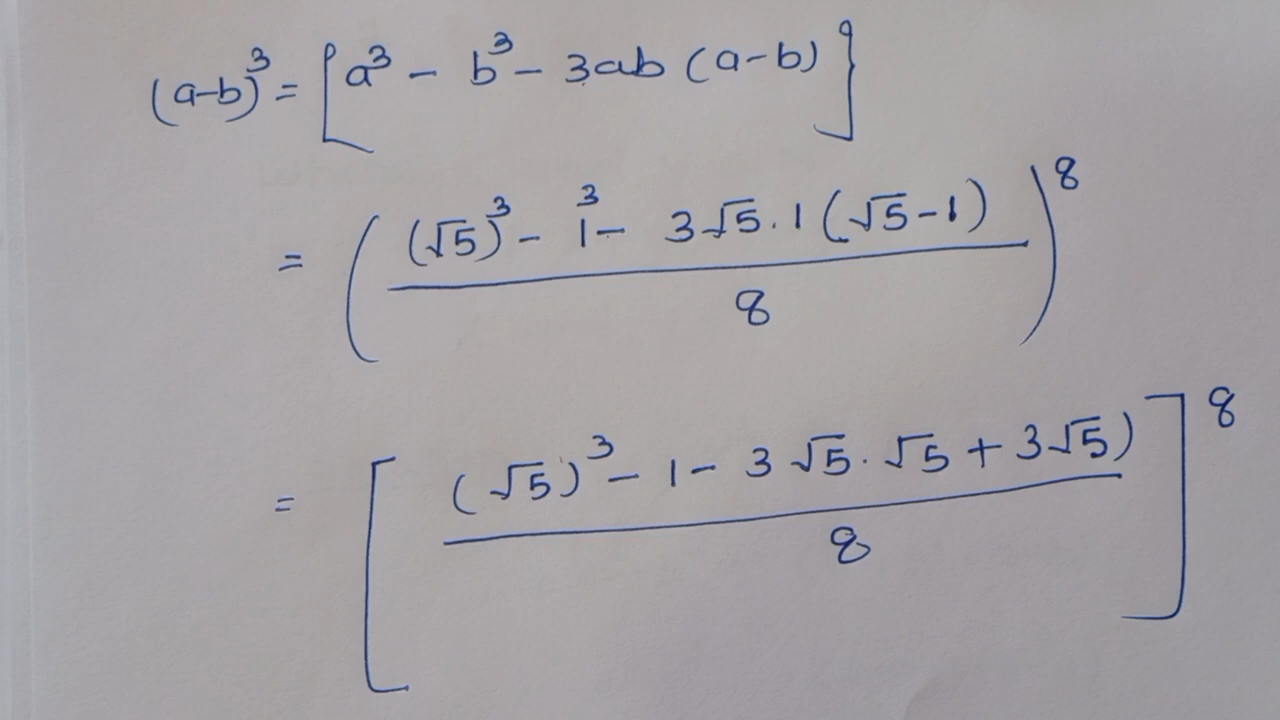 (a-b)³ = [a³ - b³ - 3ab (a-b)]
= ((√5)³ - 1³ - 3√5.1(√5-1) / 8)⁸
= [(√5)³ - 1 - 3√5.√5 + 3√5) / 8]⁸